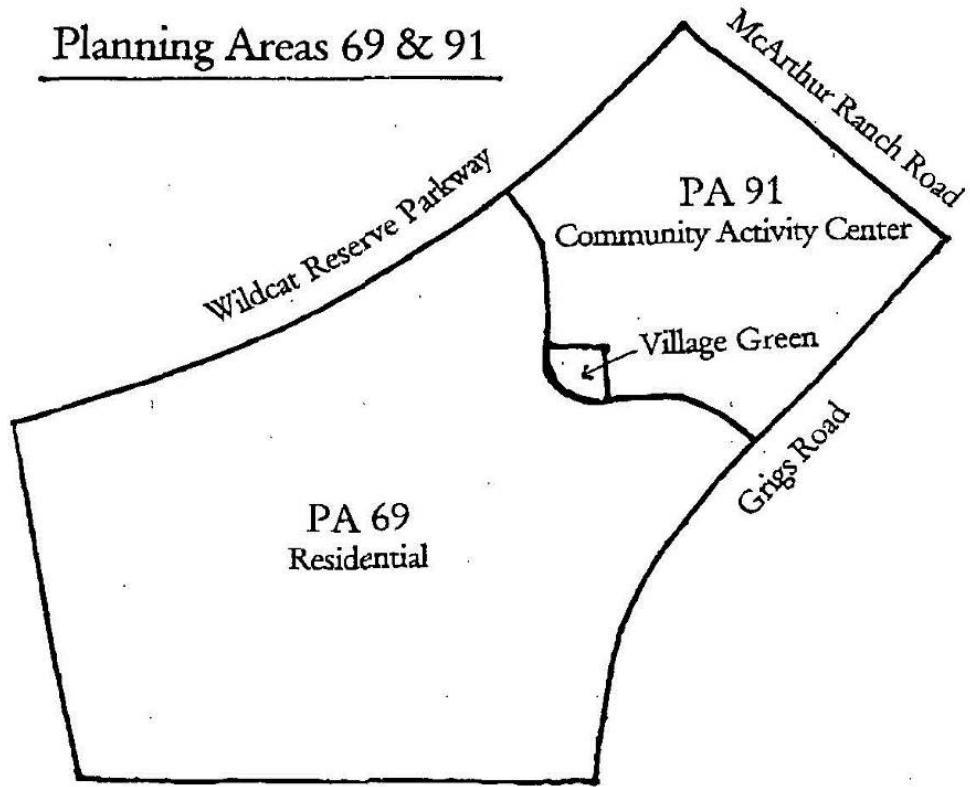 Planning Areas 69 & 91
McArthur Ranch Road
Wildcat Reserve Parkway
PA 91
Community Activity Center
Village Green
Grigs Road
PA 69
Residential